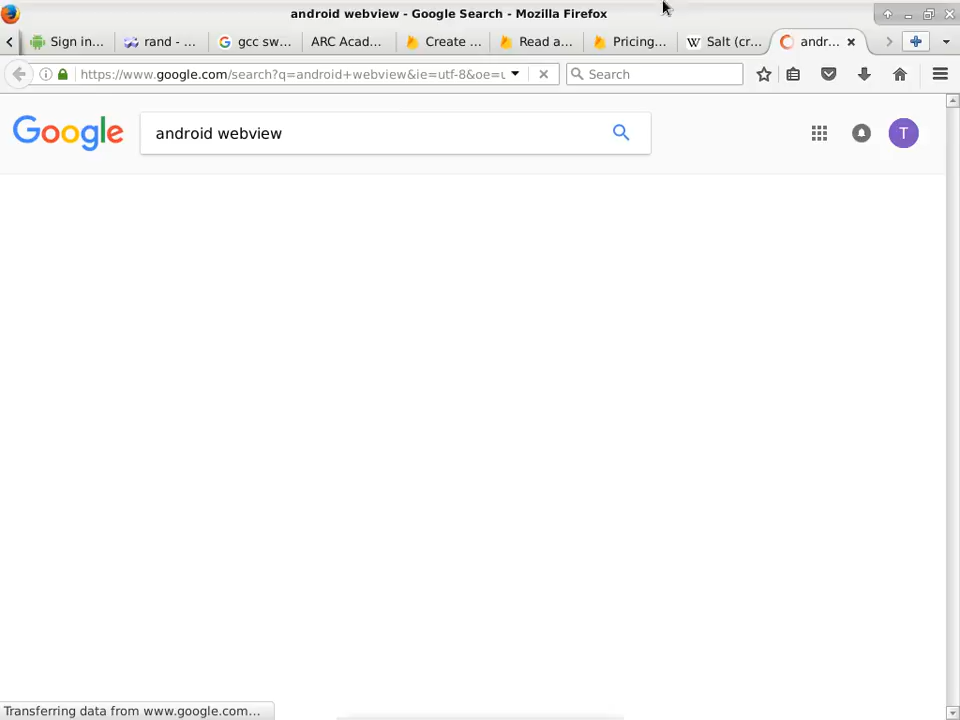 android webview - Google Search - Mozilla Firefox
Sign in... rand - ... gcc sw... ARC Acad... Create ... Read a... Pricing... W Salt (cr... andr...
https://www.google.com/search?q=android+webview&ie=utf-8&oe=u Search
Google android webview T
Transferring data from www.google.com...